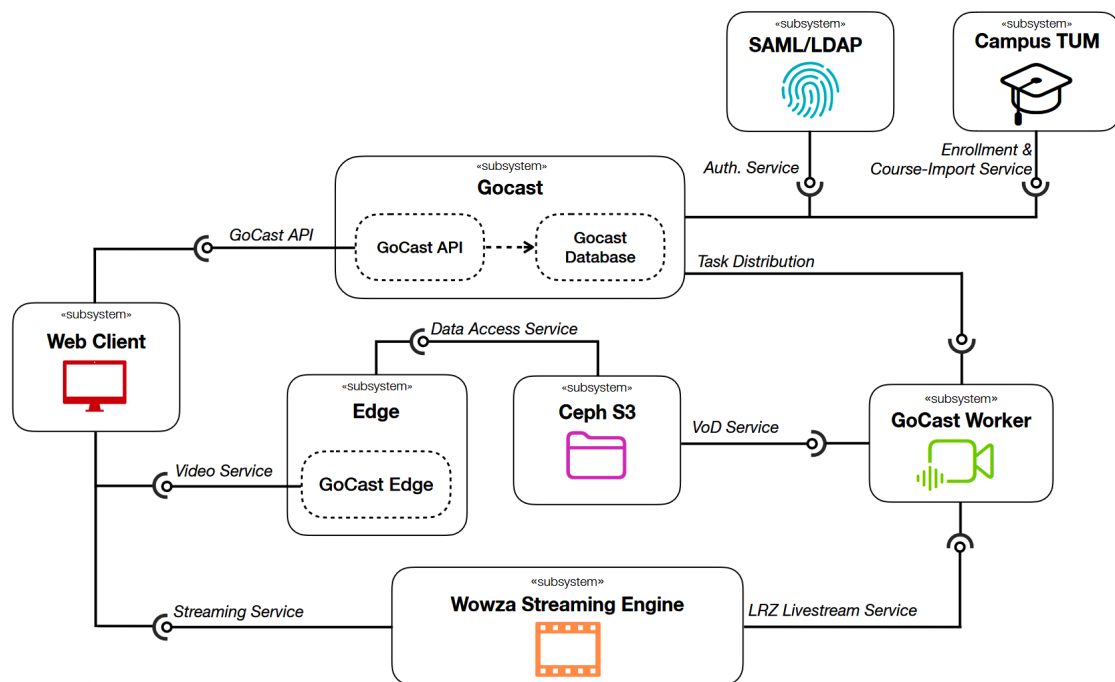 «subsystem»
SAML/LDAP
«subsystem»
Campus TUM
Auth. Service
Enrollment &
Course-Import Service
«subsystem»
Gocast
GoCast API
GoCast API
Gocast
Database
Task Distribution
«subsystem»
Web Client
Data Access Service
«subsystem»
Edge
GoCast Edge
«subsystem»
Ceph S3
VoD Service
«subsystem»
GoCast Worker
Video Service
Streaming Service
«subsystem»
Wowza Streaming Engine
LRZ Livestream Service